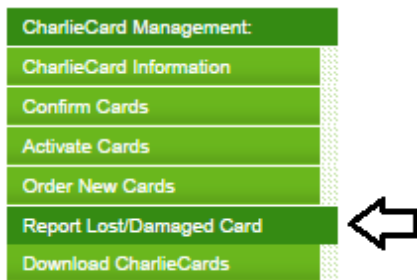 CharlieCard Management:
CharlieCard Information
Confirm Cards
Activate Cards
Order New Cards
Report Lost/Damaged Card
Download CharlieCards